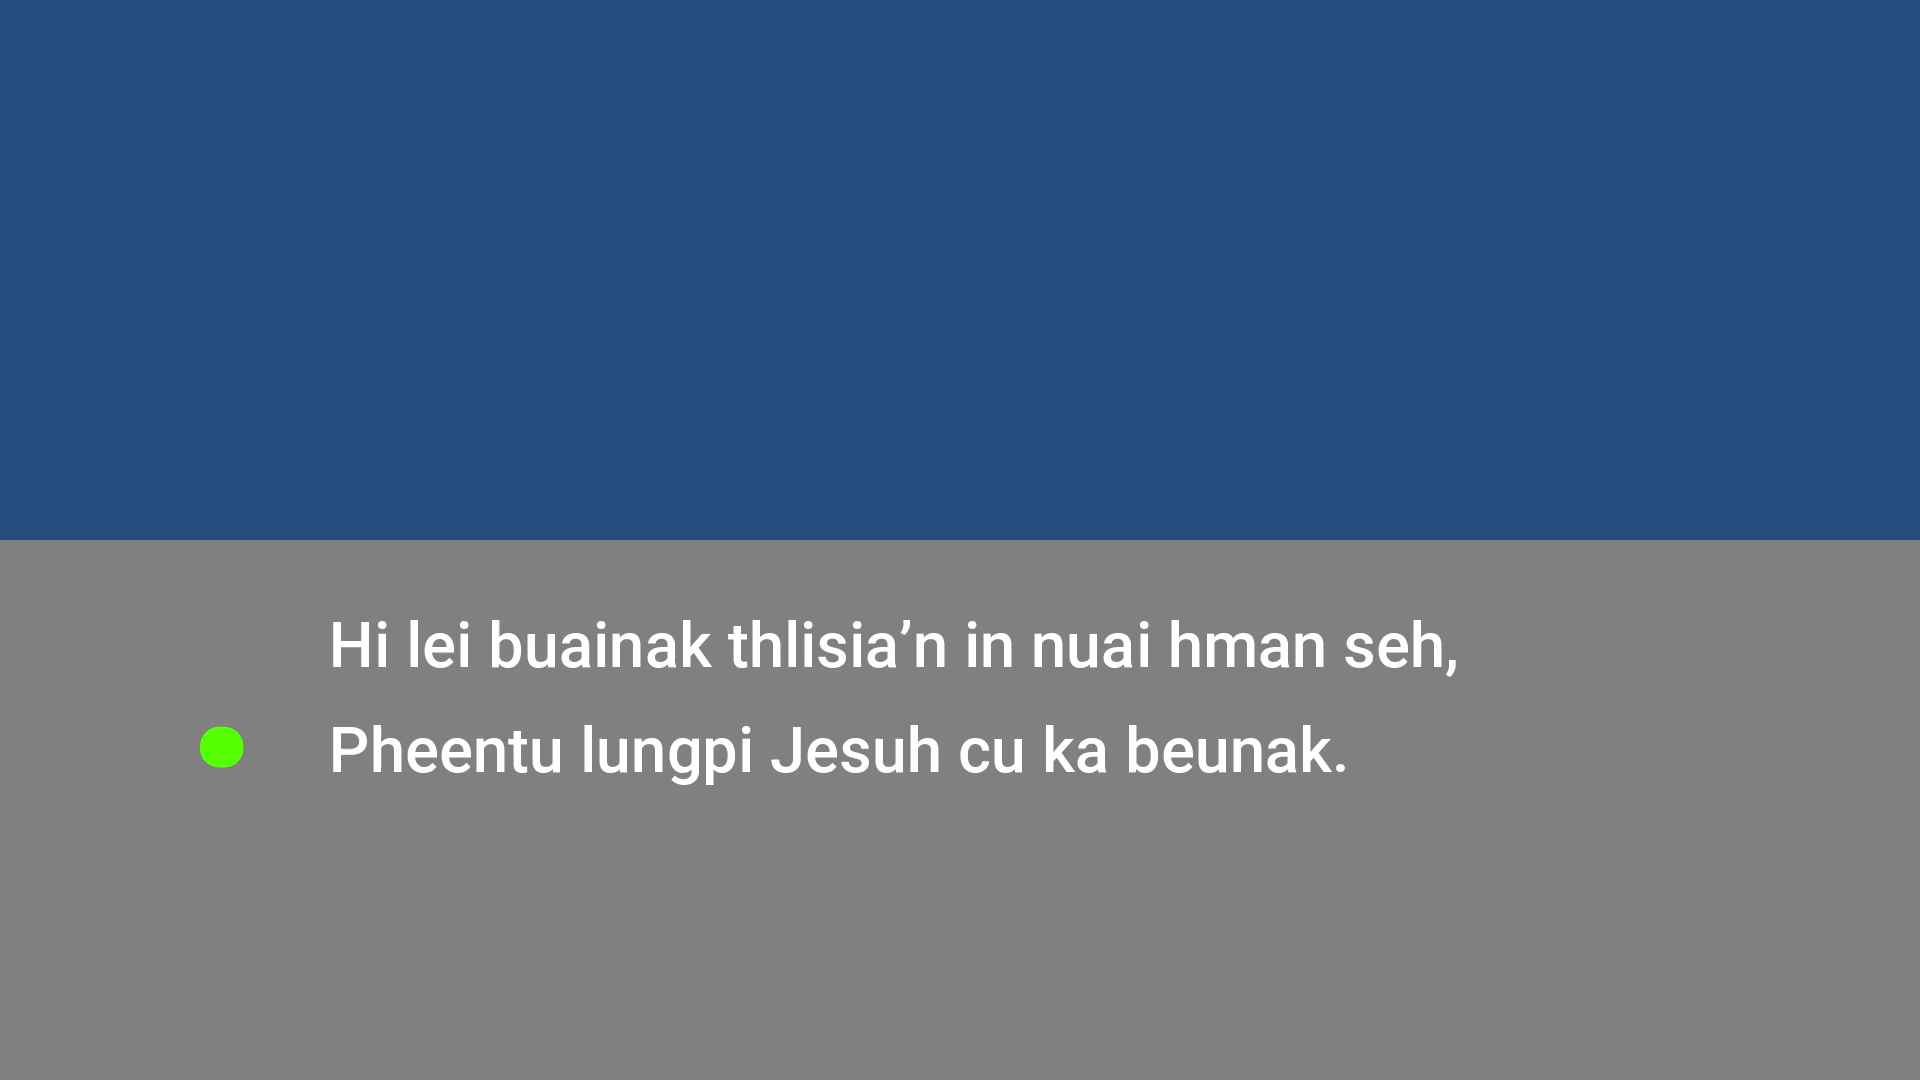 Hi lei buainak thlisia’n in nuai hman seh,
Pheentu lungpi Jesuh cu ka beunak.